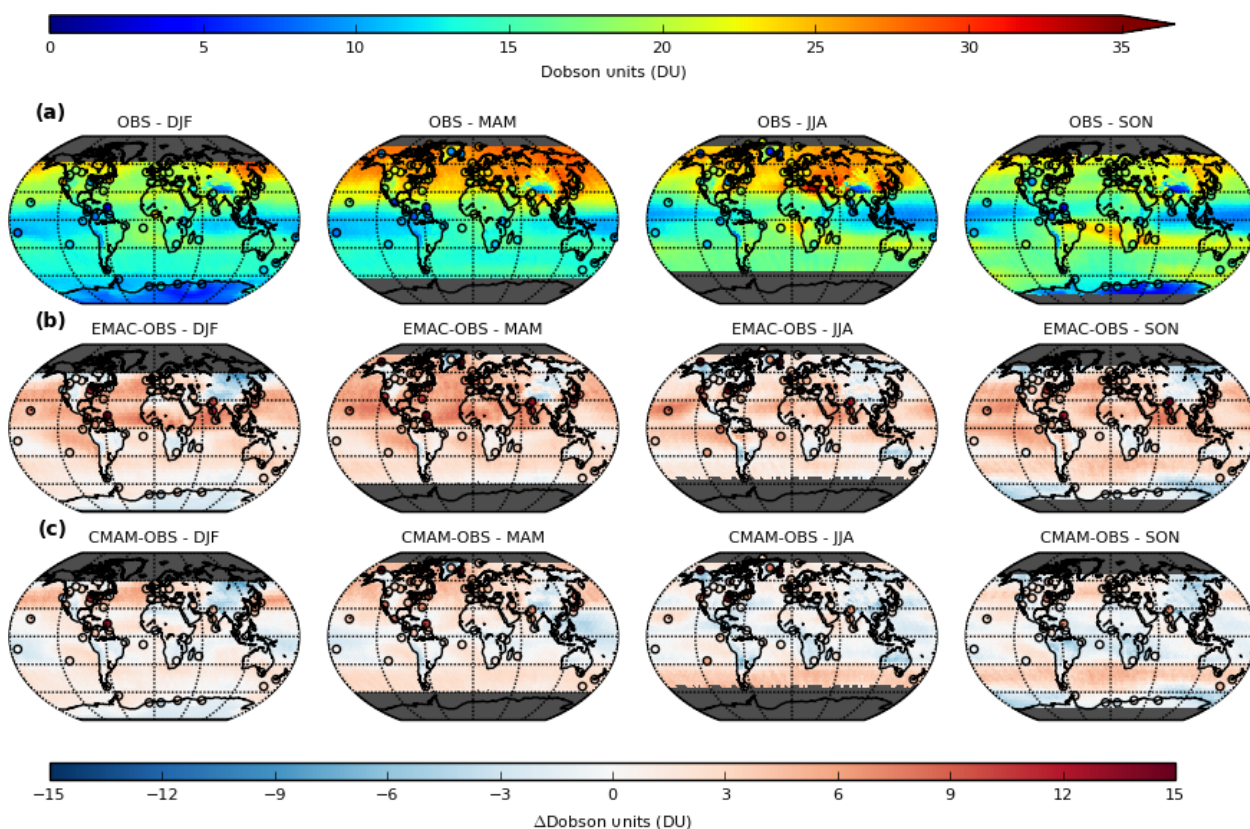 0 5 10 15 20 25 30 35
Dobson units (DU)
(a)
OBS - DJF OBS - MAM OBS - JJA OBS - SON
(b)
EMAC-OBS - DJF EMAC-OBS - MAM EMAC-OBS - JJA EMAC-OBS - SON
(c)
CMAM-OBS - DJF CMAM-OBS - MAM CMAM-OBS - JJA CMAM-OBS - SON
−15 −12 −9 −6 −3 0 3 6 9 12 15
ΔDobson units (DU)